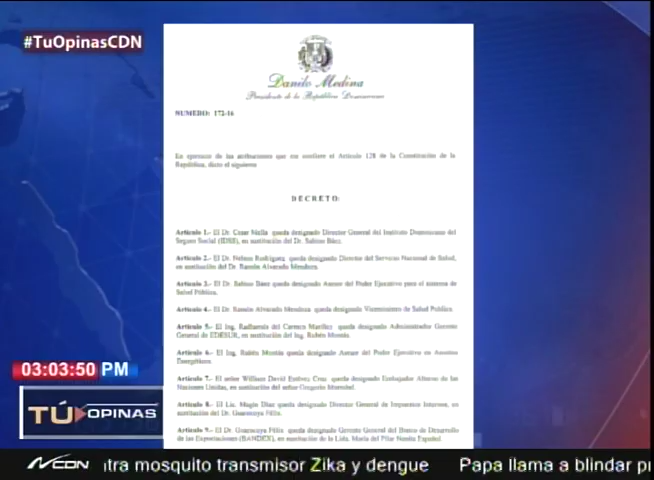 #TuOpinasCDN
Danilo Medina
Presidente de la República Dominicana
NUMERO: 172-16
En ejercicio de las atribuciones que me confiere el Artículo 128 de la Constitución de la
República, dicto el siguiente
DECRETO:
Artículo 1.- El Dr. Cesar Mella queda designado Director General del Instituto Dominicano del
Seguro Social (IDSS), en sustitución del Dr. Sabino Báez.
Artículo 2.- El Dr. Nelson Rodríguez queda designado Director del Servicio Nacional de Salud,
en sustitución del Dr. Ramón Alvarado Mendoza.
Artículo 3.- El Dr. Sabino Báez queda designado Asesor del Poder Ejecutivo para el sistema de
Salud Pública.
Artículo 4.- El Dr. Ramón Alvarado Mendoza queda designado Viceministro de Salud Pública.
Artículo 5.- El Ing. Radhamés del Carmen Maríñez queda designado Administrador Gerente
General de EDESUR, en sustitución del Ing. Rubén Montás.
Artículo 6.- El Ing. Rubén Montás queda designado Asesor del Poder Ejecutivo en Asuntos
Energéticos.
Artículo 7.- El señor William David Estévez Cruz queda designado Embajador Alterno de las
Naciones Unidas, en sustitución del señor Gregorio
Artículo 8.- El Lic. Magín Díaz queda designado Director General de Impuestos Internos, en
sustitución del Dr. Guarocuya Félix.
Artículo 9.- El Dr. Guarocuya Félix queda designado Gerente General del Banco de Desarrollo
de las Exportaciones (BANDEX), en sustitución de la Lcda. María del Pilar Español.
03:03:50 PM
TÚ OPINAS
CDN ntra mosquito transmisor Zika y dengue Papa llama a blindar pr